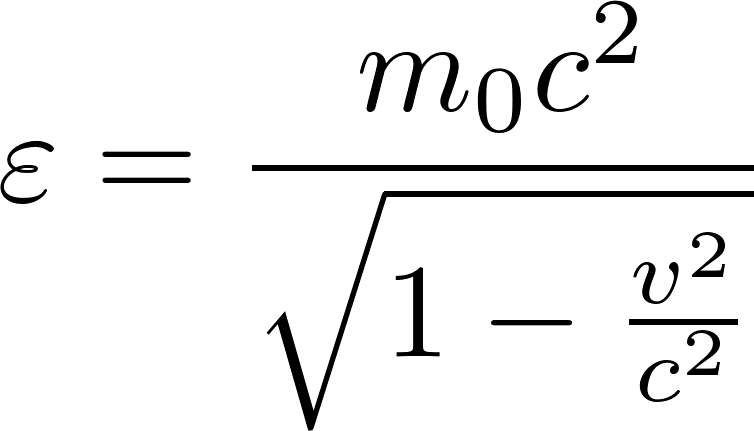 ε = m₀c² / √(1 − v²/c²)